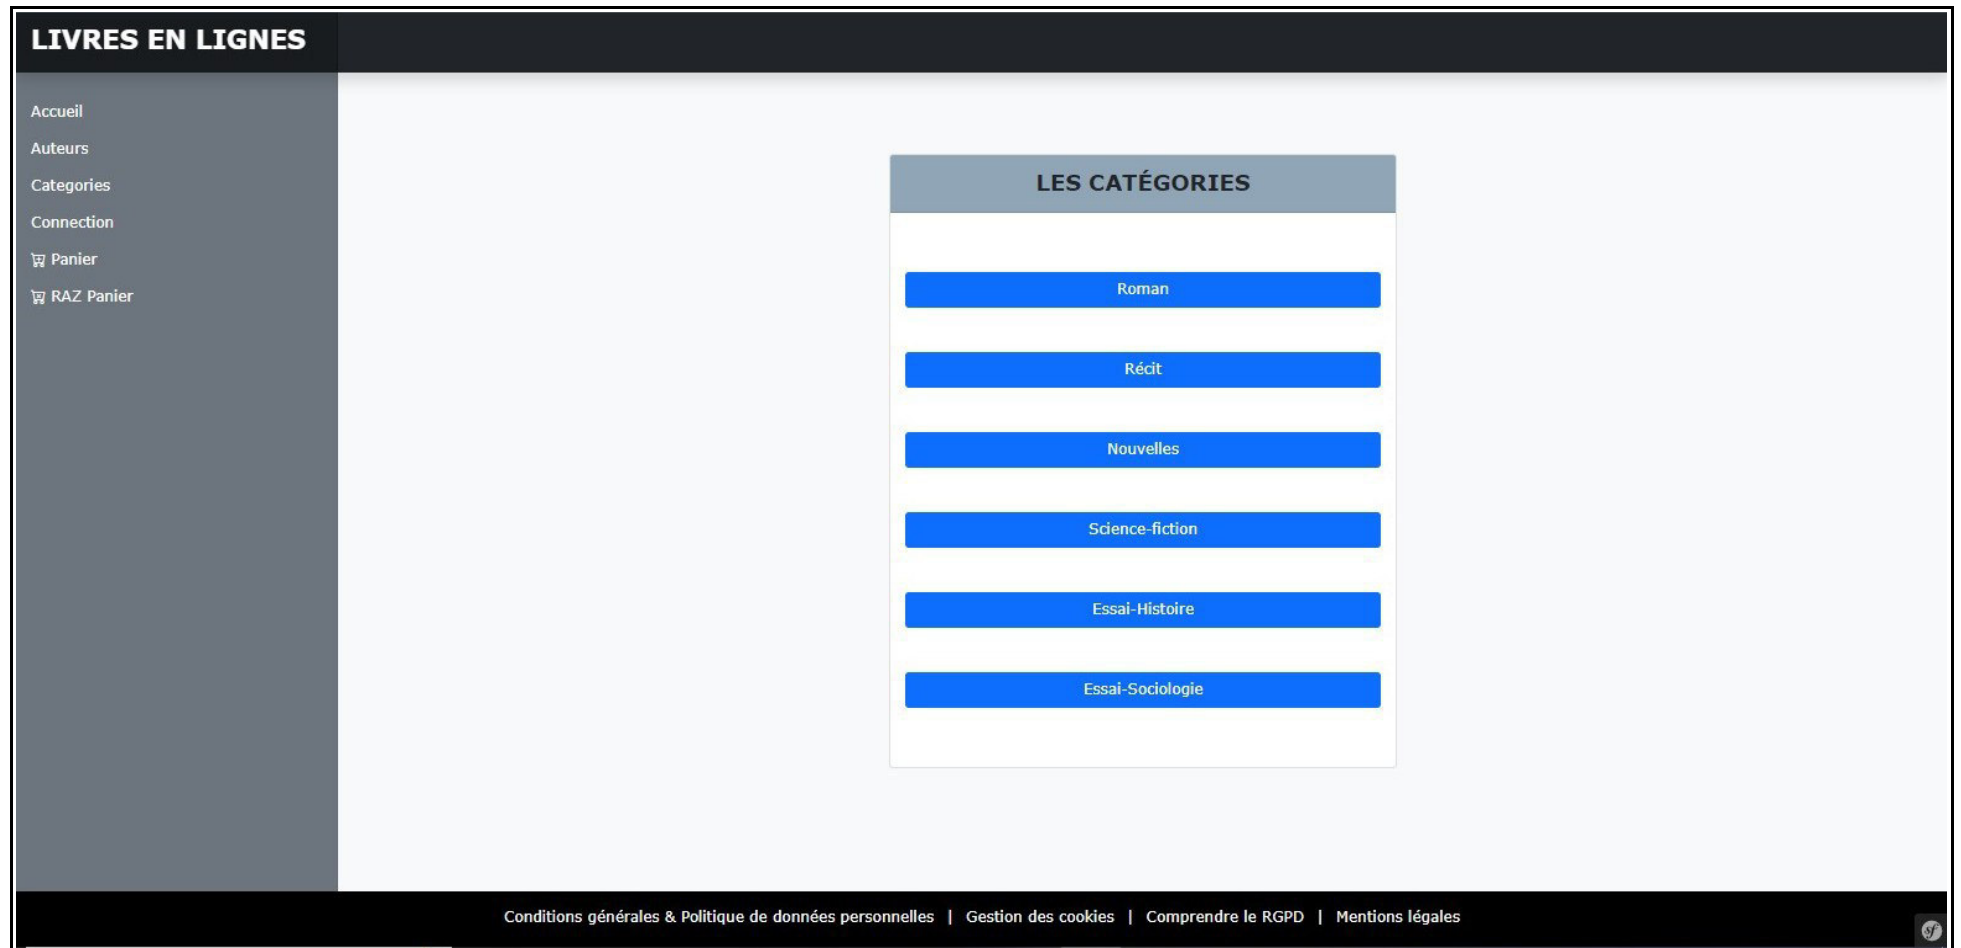 LIVRES EN LIGNES
Accueil
Auteurs
Categories
Connection
Panier
RAZ Panier
LES CATÉGORIES
Roman
Récit
Nouvelles
Science-fiction
Essai-Histoire
Essai-Sociologie
Conditions générales & Politique de données personnelles | Gestion des cookies | Comprendre le RGPD | Mentions légales
sf